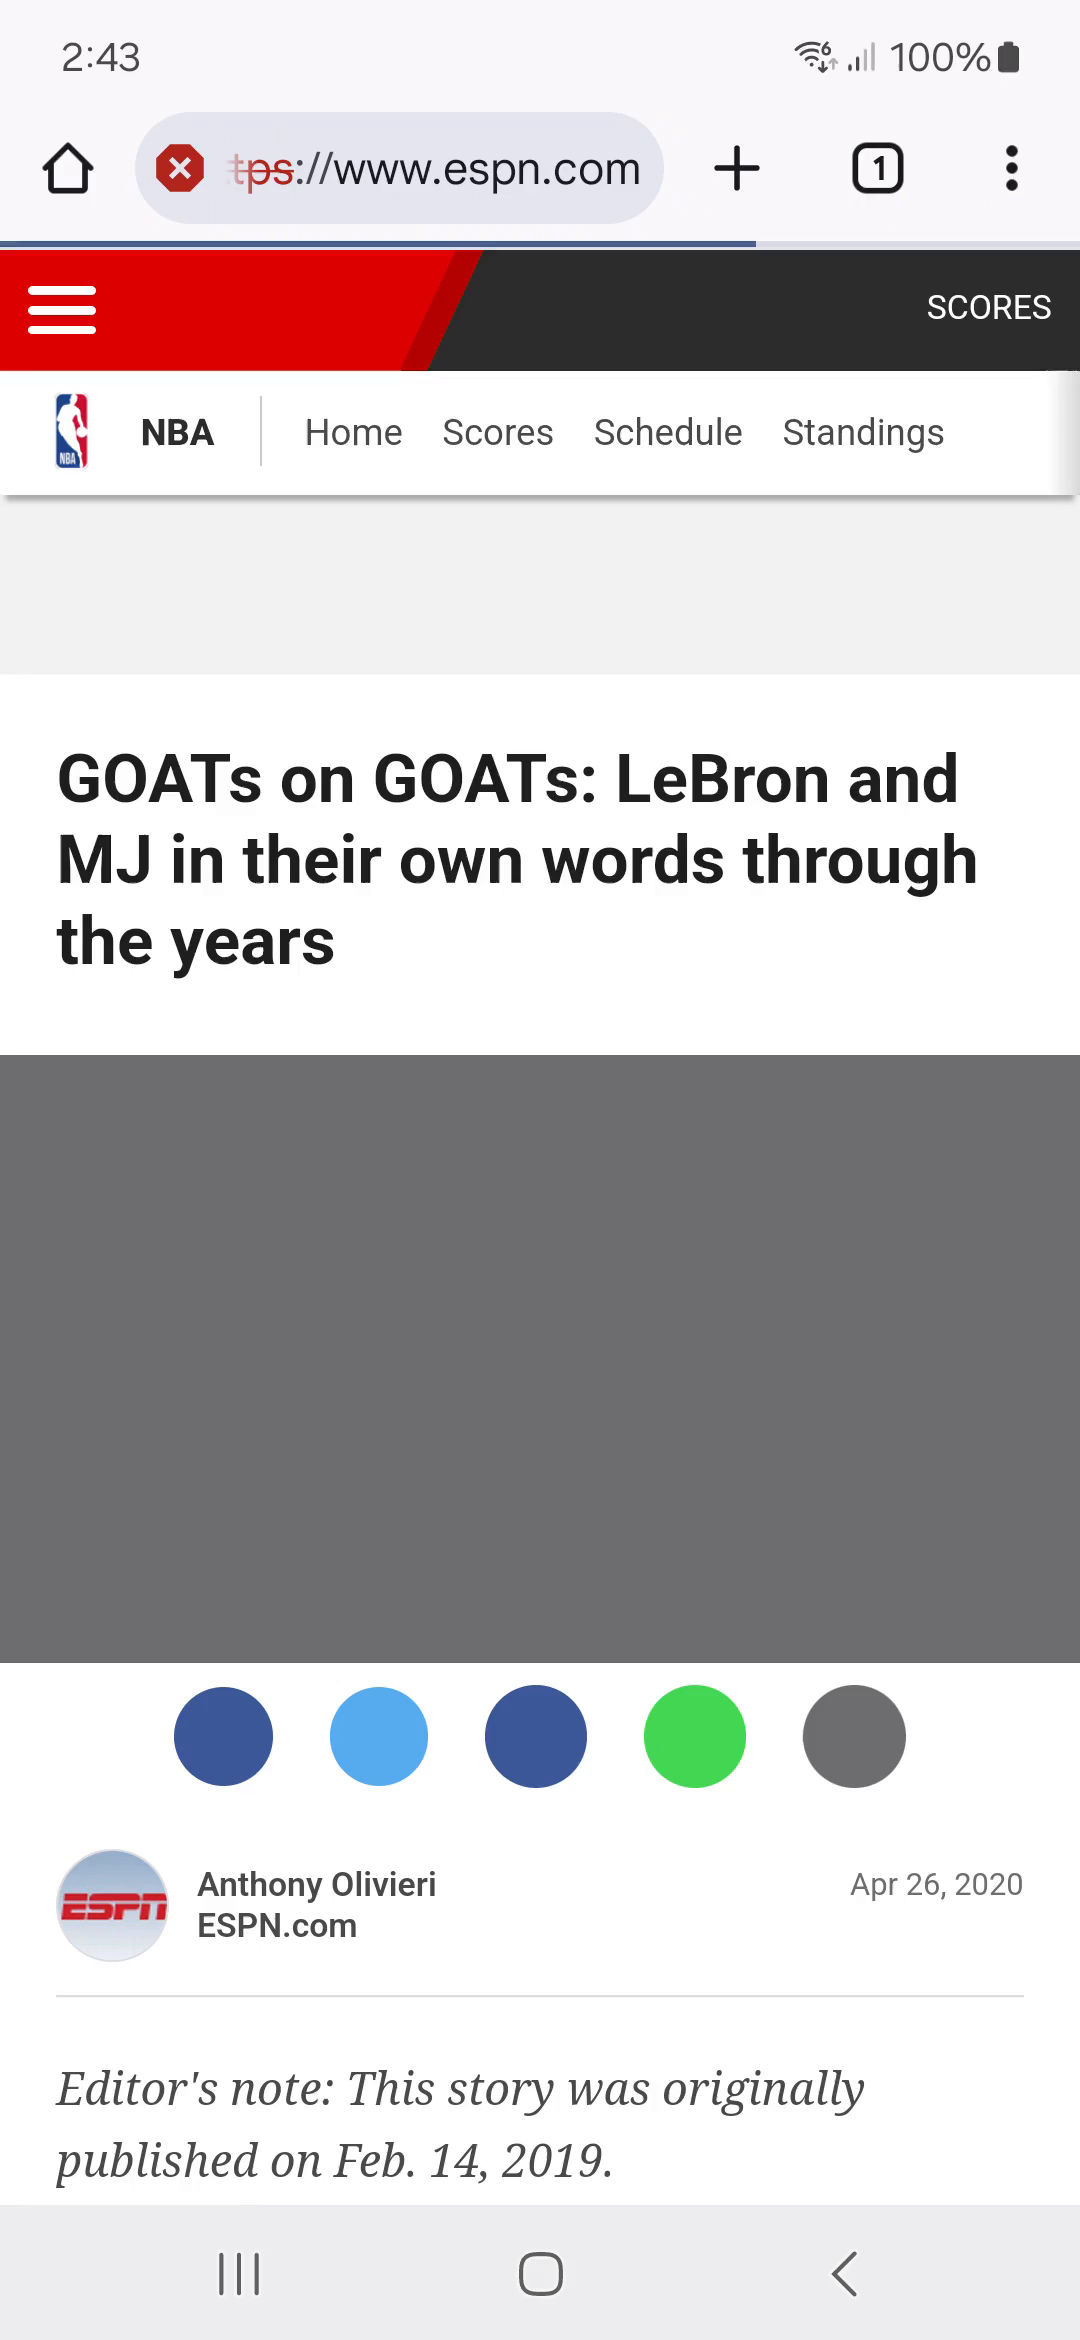 2:43
6
100%
tps://www.espn.com
1
SCORES
NBA
NBA
Home
Scores
Schedule
Standings
GOATs on GOATs: LeBron and
MJ in their own words through
the years
ESPN
Anthony Olivieri
ESPN.com
Apr 26, 2020
Editor's note: This story was originally
published on Feb. 14, 2019.